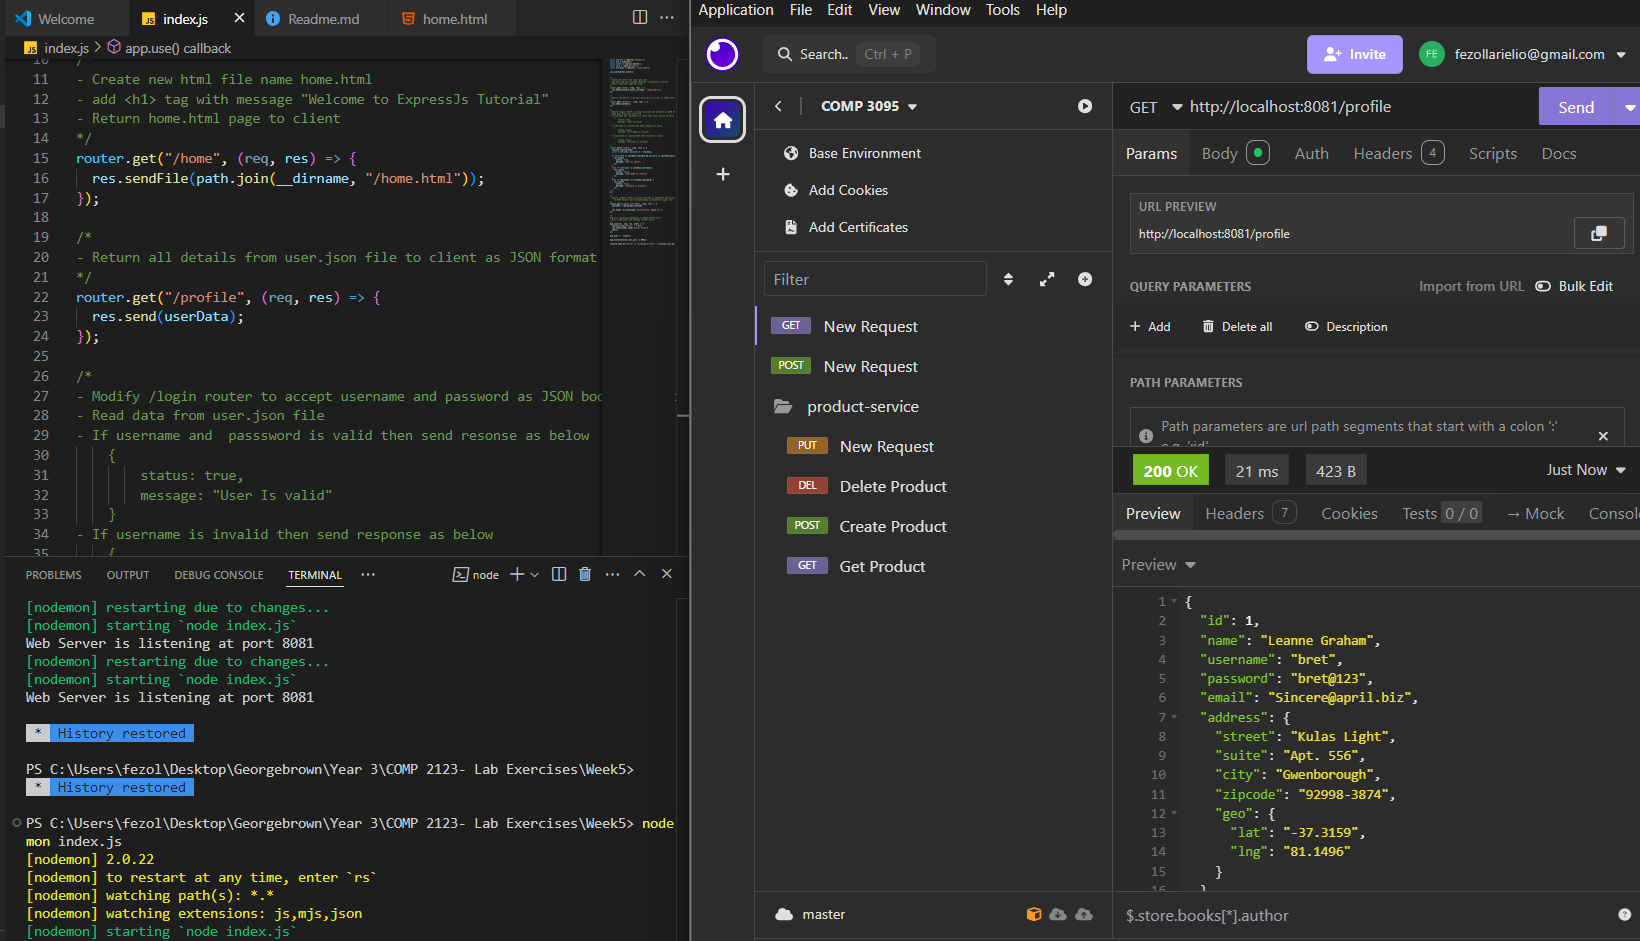 Welcome
index.js
Readme.md
home.html
index.js > app.use() callback
10 /*
11 - Create new html file name home.html
12 - add <h1> tag with message "Welcome to ExpressJs Tutorial"
13 - Return home.html page to client
14 */
15 router.get("/home", (req, res) => {
16 res.sendFile(path.join(__dirname, "/home.html"));
17 });
18
19 /*
20 - Return all details from user.json file to client as JSON format
21 */
22 router.get("/profile", (req, res) => {
23 res.send(userData);
24 });
25
26 /*
27 - Modify /login router to accept username and password as JSON boo
28 - Read data from user.json file
29 - If username and  passsword is valid then send resonse as below
30 {
31 status: true,
32 message: "User Is valid"
33 }
34 - If username is invalid then send response as below
35 {
PROBLEMS OUTPUT DEBUG CONSOLE TERMINAL ... node
[nodemon] restarting due to changes...
[nodemon] starting `node index.js`
Web Server is listening at port 8081
[nodemon] restarting due to changes...
[nodemon] starting `node index.js`
Web Server is listening at port 8081
* History restored
PS C:\Users\fezol\Desktop\Georgebrown\Year 3\COMP 2123- Lab Exercises\Week5>
* History restored
PS C:\Users\fezol\Desktop\Georgebrown\Year 3\COMP 2123- Lab Exercises\Week5> node
mon index.js
[nodemon] 2.0.22
[nodemon] to restart at any time, enter `rs`
[nodemon] watching path(s): *.*
[nodemon] watching extensions: js,mjs,json
[nodemon] starting `node index.js`
Application File Edit View Window Tools Help
Search.. Ctrl + P
Invite
FE fezollarielio@gmail.com
COMP 3095
Base Environment
Add Cookies
Add Certificates
Filter
GET New Request
POST New Request
product-service
PUT New Request
DEL Delete Product
POST Create Product
GET Get Product
master
GET http://localhost:8081/profile
Send
Params Body Auth Headers 4 Scripts Docs
URL PREVIEW
http://localhost:8081/profile
QUERY PARAMETERS
Import from URL Bulk Edit
+ Add Delete all Description
PATH PARAMETERS
Path parameters are url path segments that start with a colon ':'
e.g. ':id'
200 OK 21 ms 423 B
Just Now
Preview Headers 7 Cookies Tests 0 / 0 → Mock Consol
Preview
1 {
2 "id": 1,
3 "name": "Leanne Graham",
4 "username": "bret",
5 "password": "bret@123",
6 "email": "Sincere@april.biz",
7 "address": {
8 "street": "Kulas Light",
9 "suite": "Apt. 556",
10 "city": "Gwenborough",
11 "zipcode": "92998-3874",
12 "geo": {
13 "lat": "-37.3159",
14 "lng": "81.1496"
15 }
16 }
$.store.books[*].author